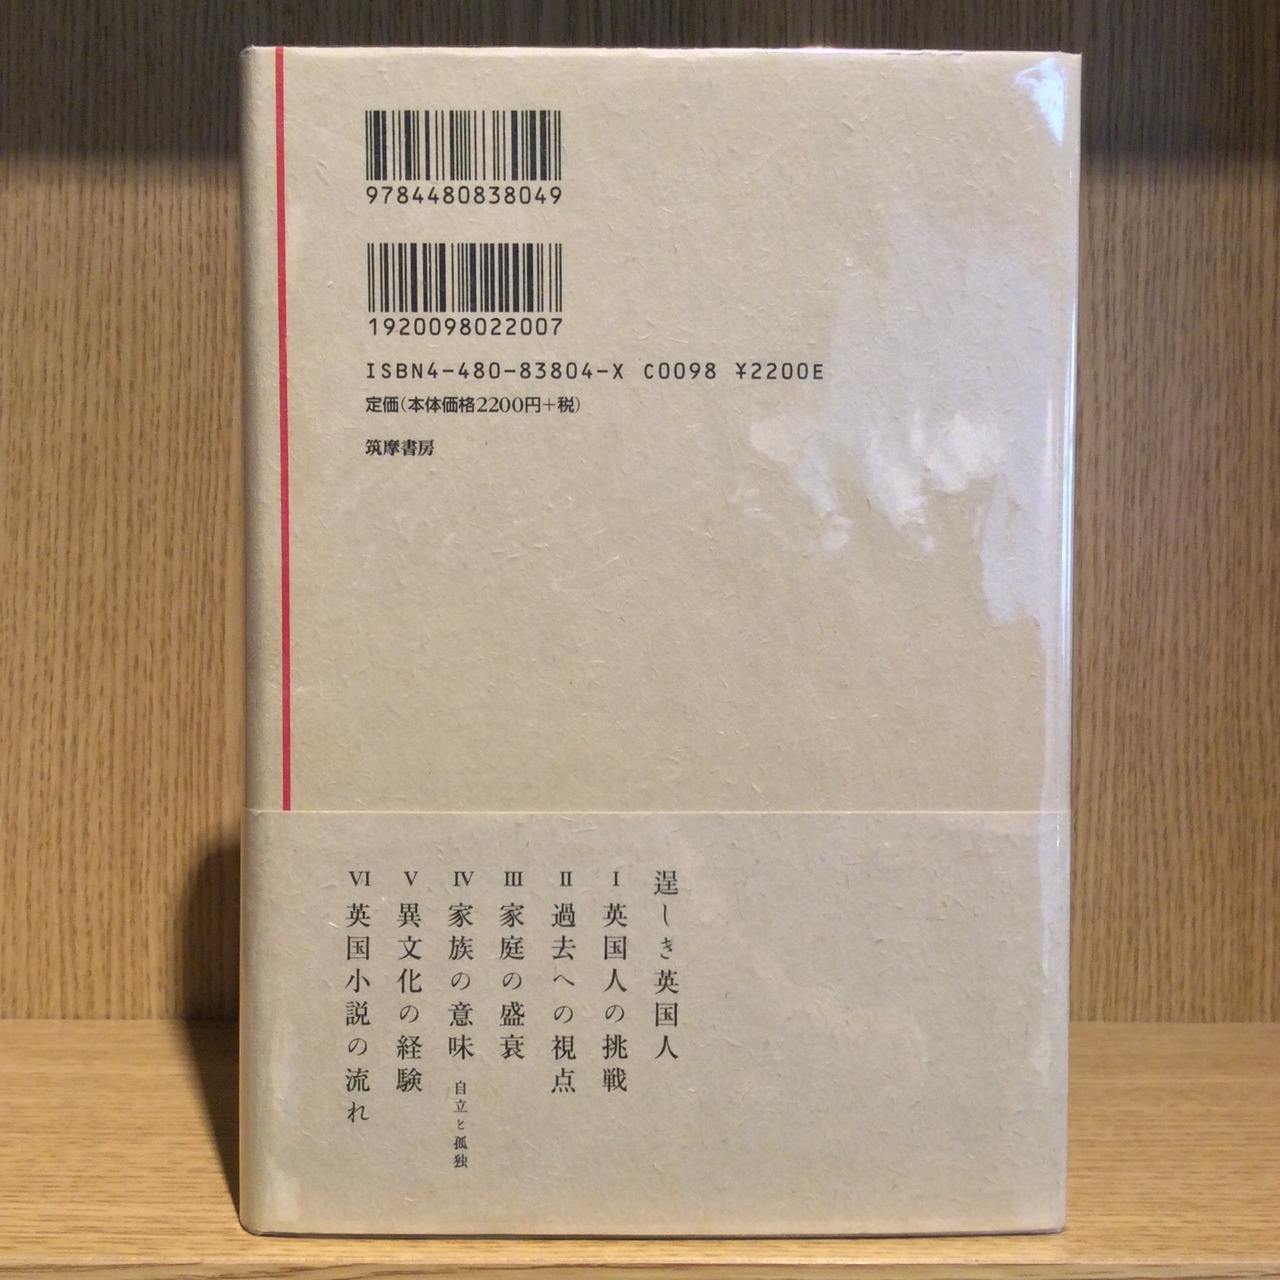 9784480838049
1920098022007
ISBN4-480-83804-X C0098 ¥2200E
定価(本体価格2200円+税)
筑摩書房
逞しき英国人
Ⅰ 英国人の挑戦
Ⅱ 過去への視点
Ⅲ 家庭の盛衰
Ⅳ 家族の意味 自立と孤独
Ⅴ 異文化の経験
Ⅵ 英国小説の流れ